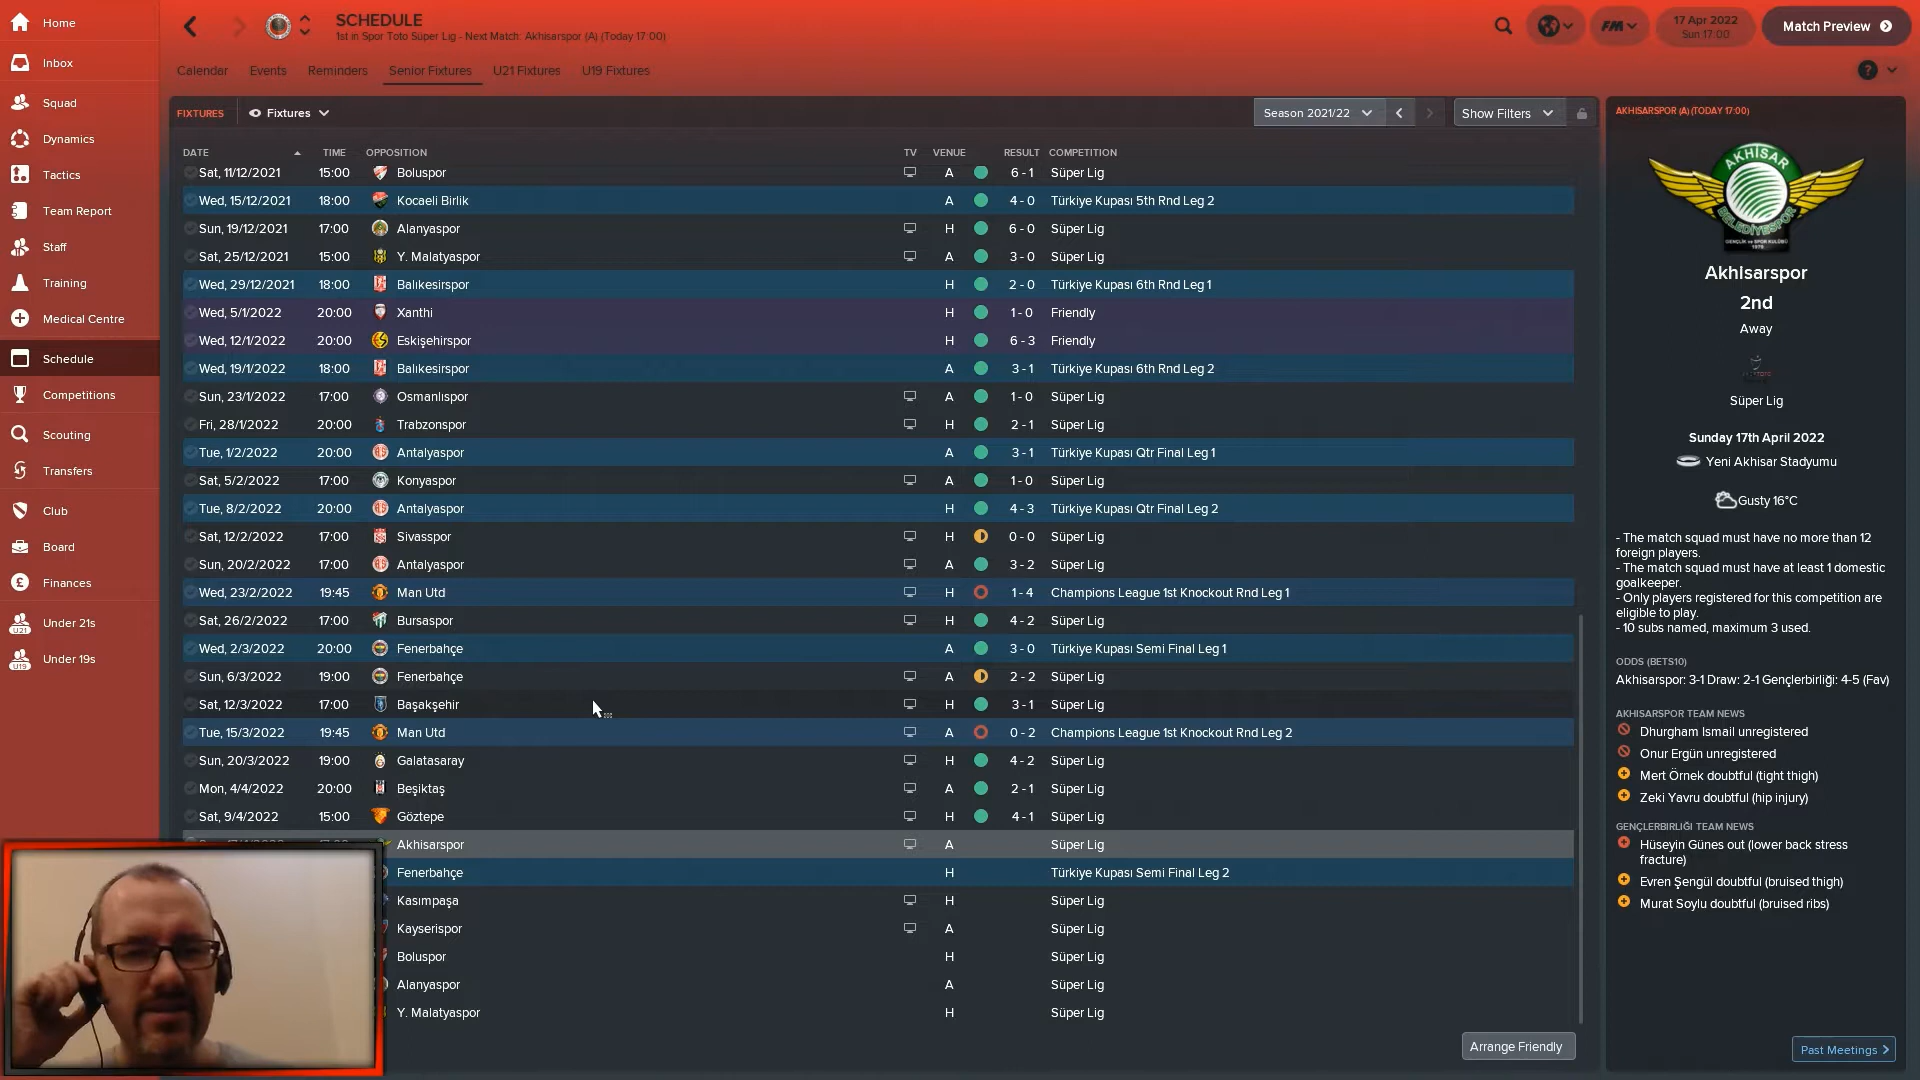 Home
Inbox
Squad
Dynamics
Tactics
Team Report
Staff
Training
Medical Centre
Schedule
Competitions
Scouting
Transfers
Club
Board
Finances
Under 21s
Under 19s
SCHEDULE
1st in Spor Toto Süper Lig - Next Match: Akhisarspor (A) (Today 17:00)
FM
17 Apr 2022
Sun 17:00
Match Preview
Calendar Events Reminders Senior Fixtures U21 Fixtures U19 Fixtures
FIXTURES Fixtures Season 2021/22 Show Filters
DATE TIME OPPOSITION TV VENUE RESULT COMPETITION
Sat, 11/12/2021 15:00 Boluspor A 6 - 1 Süper Lig
Wed, 15/12/2021 18:00 Kocaeli Birlik A 4 - 0 Türkiye Kupası 5th Rnd Leg 2
Sun, 19/12/2021 17:00 Alanyaspor H 6 - 0 Süper Lig
Sat, 25/12/2021 15:00 Y. Malatyaspor A 3 - 0 Süper Lig
Wed, 29/12/2021 18:00 Balıkesirspor H 2 - 0 Türkiye Kupası 6th Rnd Leg 1
Wed, 5/1/2022 20:00 Xanthi H 1 - 0 Friendly
Wed, 12/1/2022 20:00 Eskişehirspor H 6 - 3 Friendly
Wed, 19/1/2022 18:00 Balıkesirspor A 3 - 1 Türkiye Kupası 6th Rnd Leg 2
Sun, 23/1/2022 17:00 Osmanlıspor A 1 - 0 Süper Lig
Fri, 28/1/2022 20:00 Trabzonspor H 2 - 1 Süper Lig
Tue, 1/2/2022 20:00 Antalyaspor A 3 - 1 Türkiye Kupası Qtr Final Leg 1
Sat, 5/2/2022 17:00 Konyaspor A 1 - 0 Süper Lig
Tue, 8/2/2022 20:00 Antalyaspor H 4 - 3 Türkiye Kupası Qtr Final Leg 2
Sat, 12/2/2022 17:00 Sivasspor H 0 - 0 Süper Lig
Sun, 20/2/2022 17:00 Antalyaspor A 3 - 2 Süper Lig
Wed, 23/2/2022 19:45 Man Utd H 1 - 4 Champions League 1st Knockout Rnd Leg 1
Sat, 26/2/2022 17:00 Bursaspor H 4 - 2 Süper Lig
Wed, 2/3/2022 20:00 Fenerbahçe A 3 - 0 Türkiye Kupası Semi Final Leg 1
Sun, 6/3/2022 19:00 Fenerbahçe A 2 - 2 Süper Lig
Sat, 12/3/2022 17:00 Başakşehir H 3 - 1 Süper Lig
Tue, 15/3/2022 19:45 Man Utd A 0 - 2 Champions League 1st Knockout Rnd Leg 2
Sun, 20/3/2022 19:00 Galatasaray H 4 - 2 Süper Lig
Mon, 4/4/2022 20:00 Beşiktaş A 2 - 1 Süper Lig
Sat, 9/4/2022 15:00 Göztepe H 4 - 1 Süper Lig
Akhisarspor A Süper Lig
Fenerbahçe H Türkiye Kupası Semi Final Leg 2
Kasımpaşa H Süper Lig
Kayserispor A Süper Lig
Boluspor H Süper Lig
Alanyaspor A Süper Lig
Y. Malatyaspor H Süper Lig
Arrange Friendly
AKHISARSPOR (A) (TODAY 17:00)
AKHİSAR
BELEDİYESPOR
GENÇLİK ve SPOR KULÜBÜ
Akhisarspor
2nd
Away
Süper Lig
Sunday 17th April 2022
Yeni Akhisar Stadyumu
Gusty 16°C
- The match squad must have no more than 12
foreign players.
- The match squad must have at least 1 domestic
goalkeeper.
- Only players registered for this competition are
eligible to play.
- 10 subs named, maximum 3 used.
ODDS (BETS10)
Akhisarspor: 3-1 Draw: 2-1 Gençlerbirliği: 4-5 (Fav)
AKHISARSPOR TEAM NEWS
Dhurgham Ismail unregistered
Onur Ergün unregistered
Mert Örnek doubtful (tight thigh)
Zeki Yavru doubtful (hip injury)
GENÇLERBIRLIĞI TEAM NEWS
Hüseyin Günes out (lower back stress
fracture)
Evren Şengül doubtful (bruised thigh)
Murat Soylu doubtful (bruised ribs)
Past Meetings